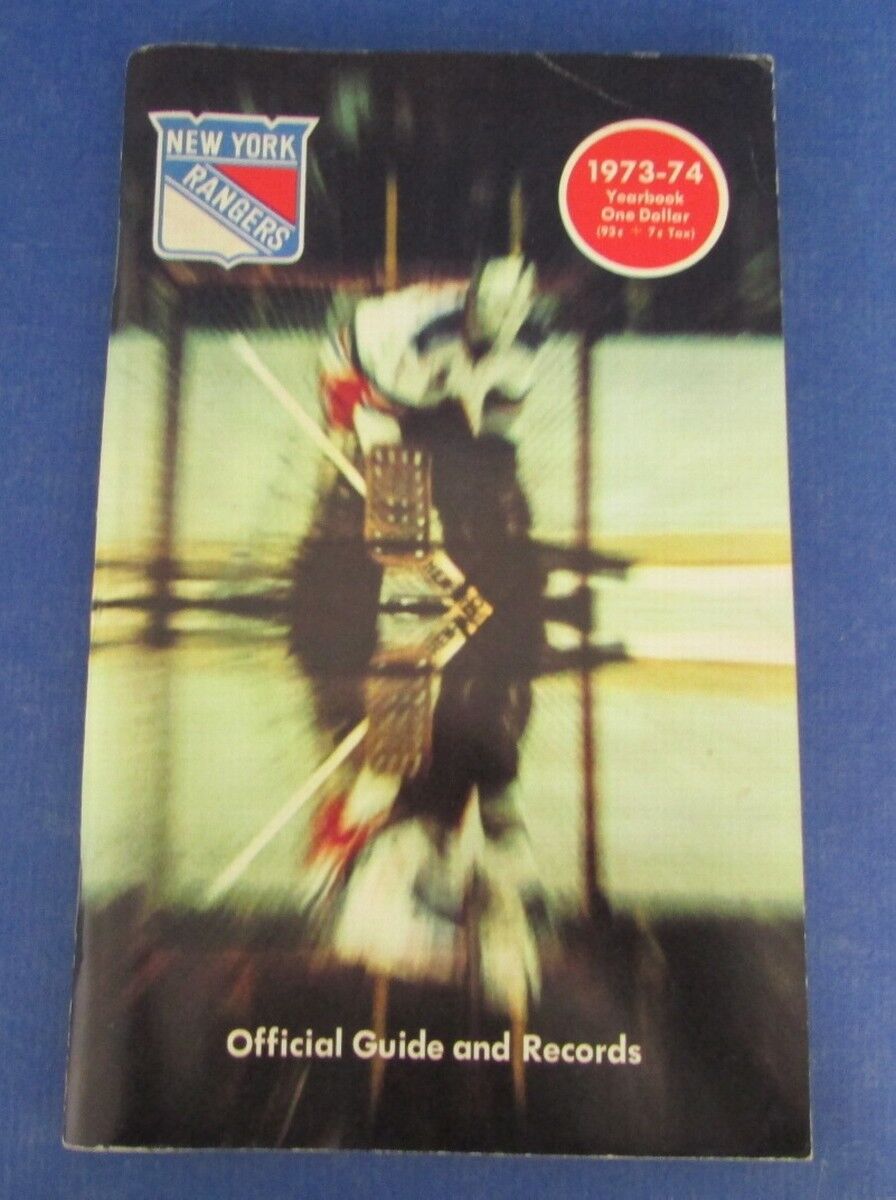 NEW YORK
RANGERS
1973-74
Yearbook
One Dollar
(93¢ + 7¢ Tax)
Official Guide and Records